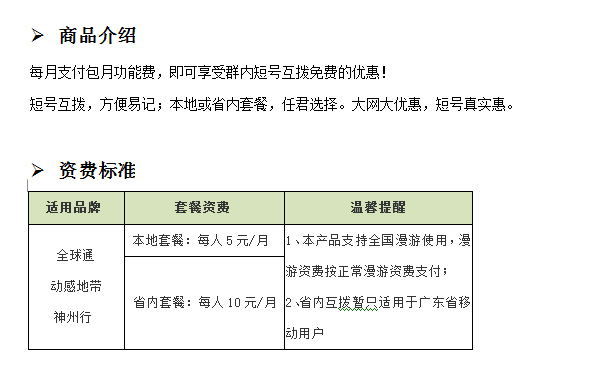 ➢ 商品介绍
每月支付包月功能费，即可享受群内短号互拨免费的优惠！
短号互拨，方便易记；本地或省内套餐，任君选择。大网大优惠，短号真实惠。
➢ 资费标准
适用品牌 套餐资费 温馨提醒
全球通
动感地带
神州行
本地套餐：每人5元/月
省内套餐：每人10元/月
1、本产品支持全国漫游使用，漫
游资费按正常漫游资费支付；
2、省内互拨暂只适用于广东省移
动用户